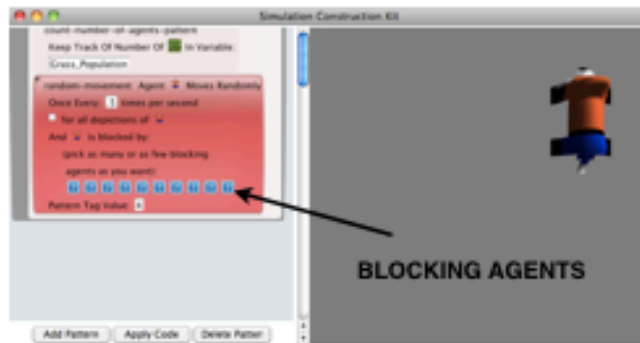 Simulation Construction Kit
count-number-of-agents-pattern
Keep Track Of Number Of In Variable:
Grass_Population
random-movement: Agent Moves Randomly
Once Every: times per second
for all depictions of
And is blocked by:
(pick as many or as few blocking
agents as you want):
Pattern Tag Value:
BLOCKING AGENTS
Add Pattern Apply Code Delete Patter